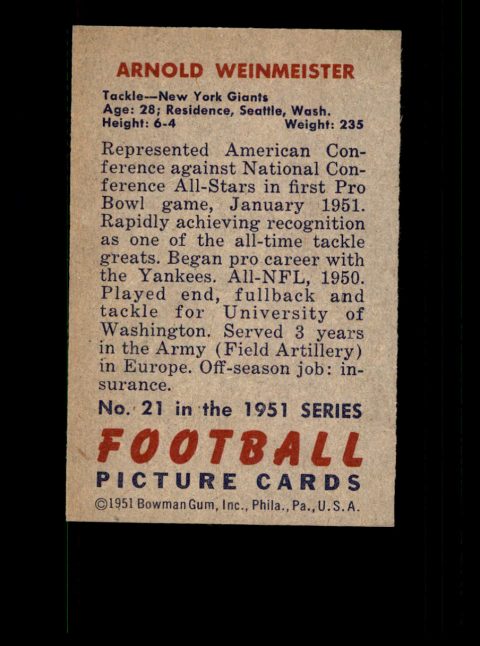 ARNOLD WEINMEISTER
Tackle—New York Giants
Age: 28; Residence, Seattle, Wash.
Height: 6-4 Weight: 235
Represented American Con-
ference against National Con-
ference All-Stars in first Pro
Bowl game, January 1951.
Rapidly achieving recognition
as one of the all-time tackle
greats. Began pro career with
the Yankees. All-NFL, 1950.
Played end, fullback and
tackle for University of
Washington. Served 3 years
in the Army (Field Artillery)
in Europe. Off-season job: in-
surance.
No. 21 in the 1951 SERIES
FOOTBALL
PICTURE CARDS
©1951 Bowman Gum, Inc., Phila., Pa., U.S.A.